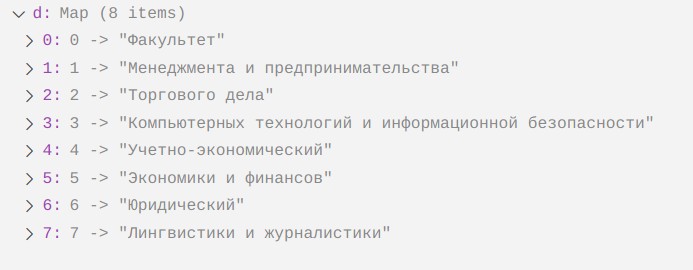 d: Map (8 items)
0: 0 -> "Факультет"
1: 1 -> "Менеджмента и предпринимательства"
2: 2 -> "Торгового дела"
3: 3 -> "Компьютерных технологий и информационной безопасности"
4: 4 -> "Учетно-экономический"
5: 5 -> "Экономики и финансов"
6: 6 -> "Юридический"
7: 7 -> "Лингвистики и журналистики"